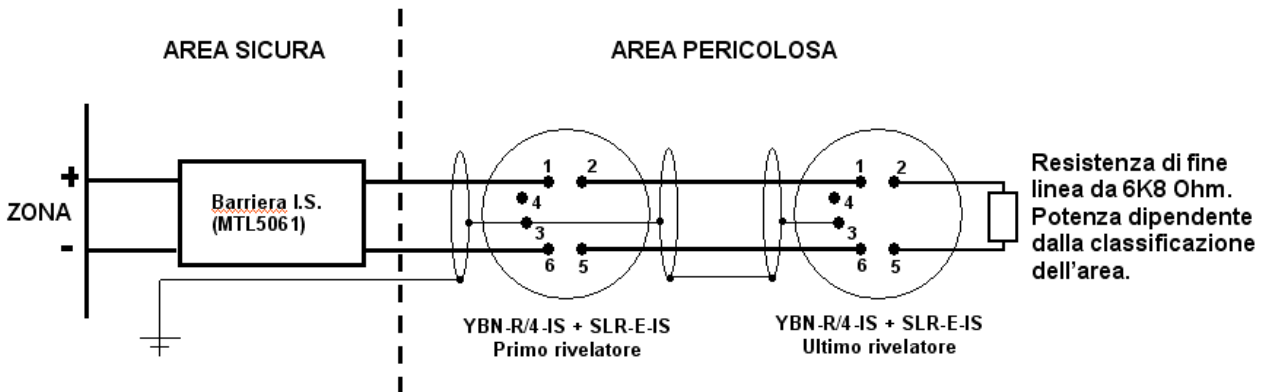 AREA SICURA
AREA PERICOLOSA
+
ZONA
-
Barriera I.S.
(MTL5061)
1 2
4
3
6 5
YBN-R/4-IS + SLR-E-IS
Primo rivelatore
1 2
4
3
6 5
YBN-R/4-IS + SLR-E-IS
Ultimo rivelatore
Resistenza di fine
linea da 6K8 Ohm.
Potenza dipendente
dalla classificazione
dell'area.